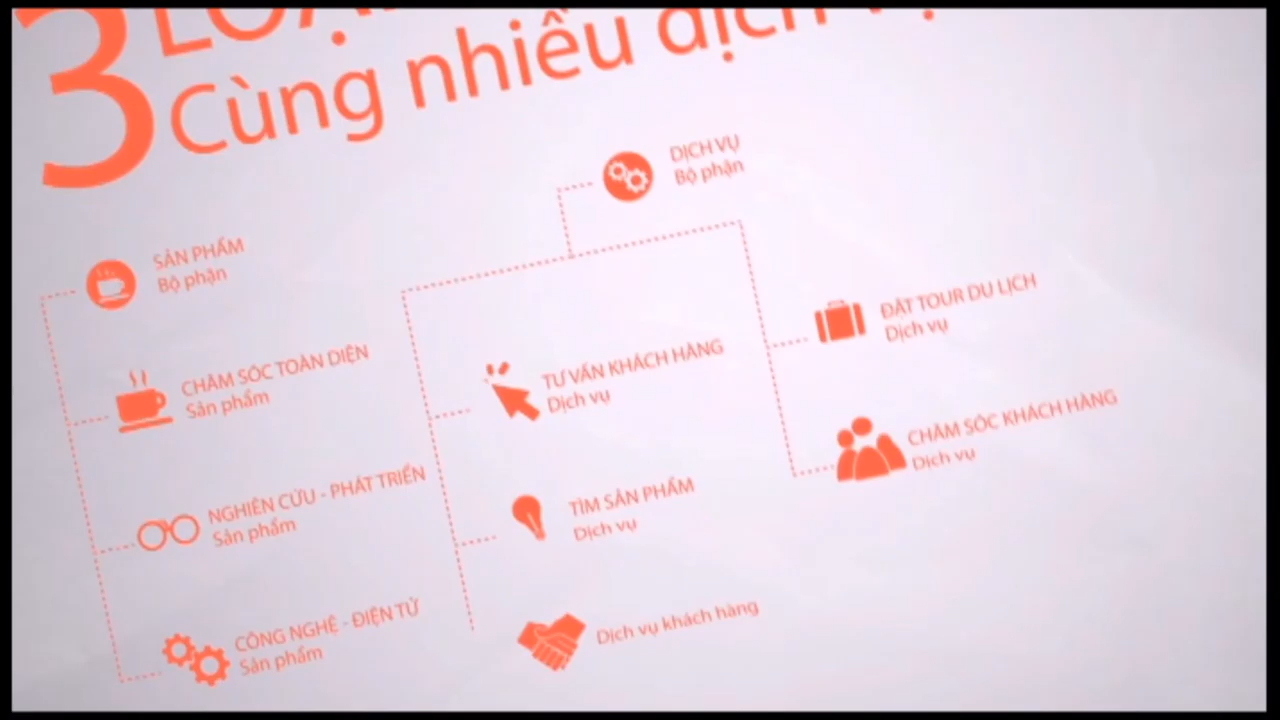 3
Cùng nhiều dịch
DỊCH VỤ
Bộ phận
SẢN PHẨM
Bộ phận
CHĂM SÓC TOÀN DIỆN
Sản phẩm
NGHIÊN CỨU - PHÁT TRIỂN
Sản phẩm
CÔNG NGHỆ - ĐIỆN TỬ
Sản phẩm
TƯ VẤN KHÁCH HÀNG
Dịch vụ
TÌM SẢN PHẨM
Dịch vụ
Dịch vụ khách hàng
ĐẶT TOUR DU LỊCH
Dịch vụ
CHĂM SÓC KHÁCH HÀNG
Dịch vụ